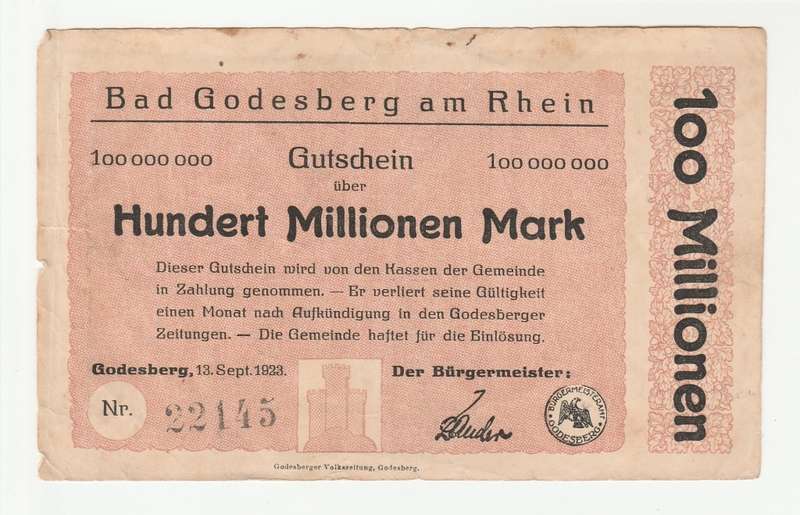 Bad Godesberg am Rhein
100 000 000 Gutschein 100 000 000
über
Hundert Millionen Mark
Dieser Gutschein wird von den Kassen der Gemeinde
in Zahlung genommen. — Er verliert seine Gültigkeit
einen Monat nach Aufkündigung in den Godesberger
Zeitungen. — Die Gemeinde haftet für die Einlösung.
Godesberg, 13. Sept. 1923. Der Bürgermeister:
Nr. 22145
BÜRGERMEISTERAMT
GODESBERG
Godesberger Volkszeitung, Godesberg.
100 Millionen